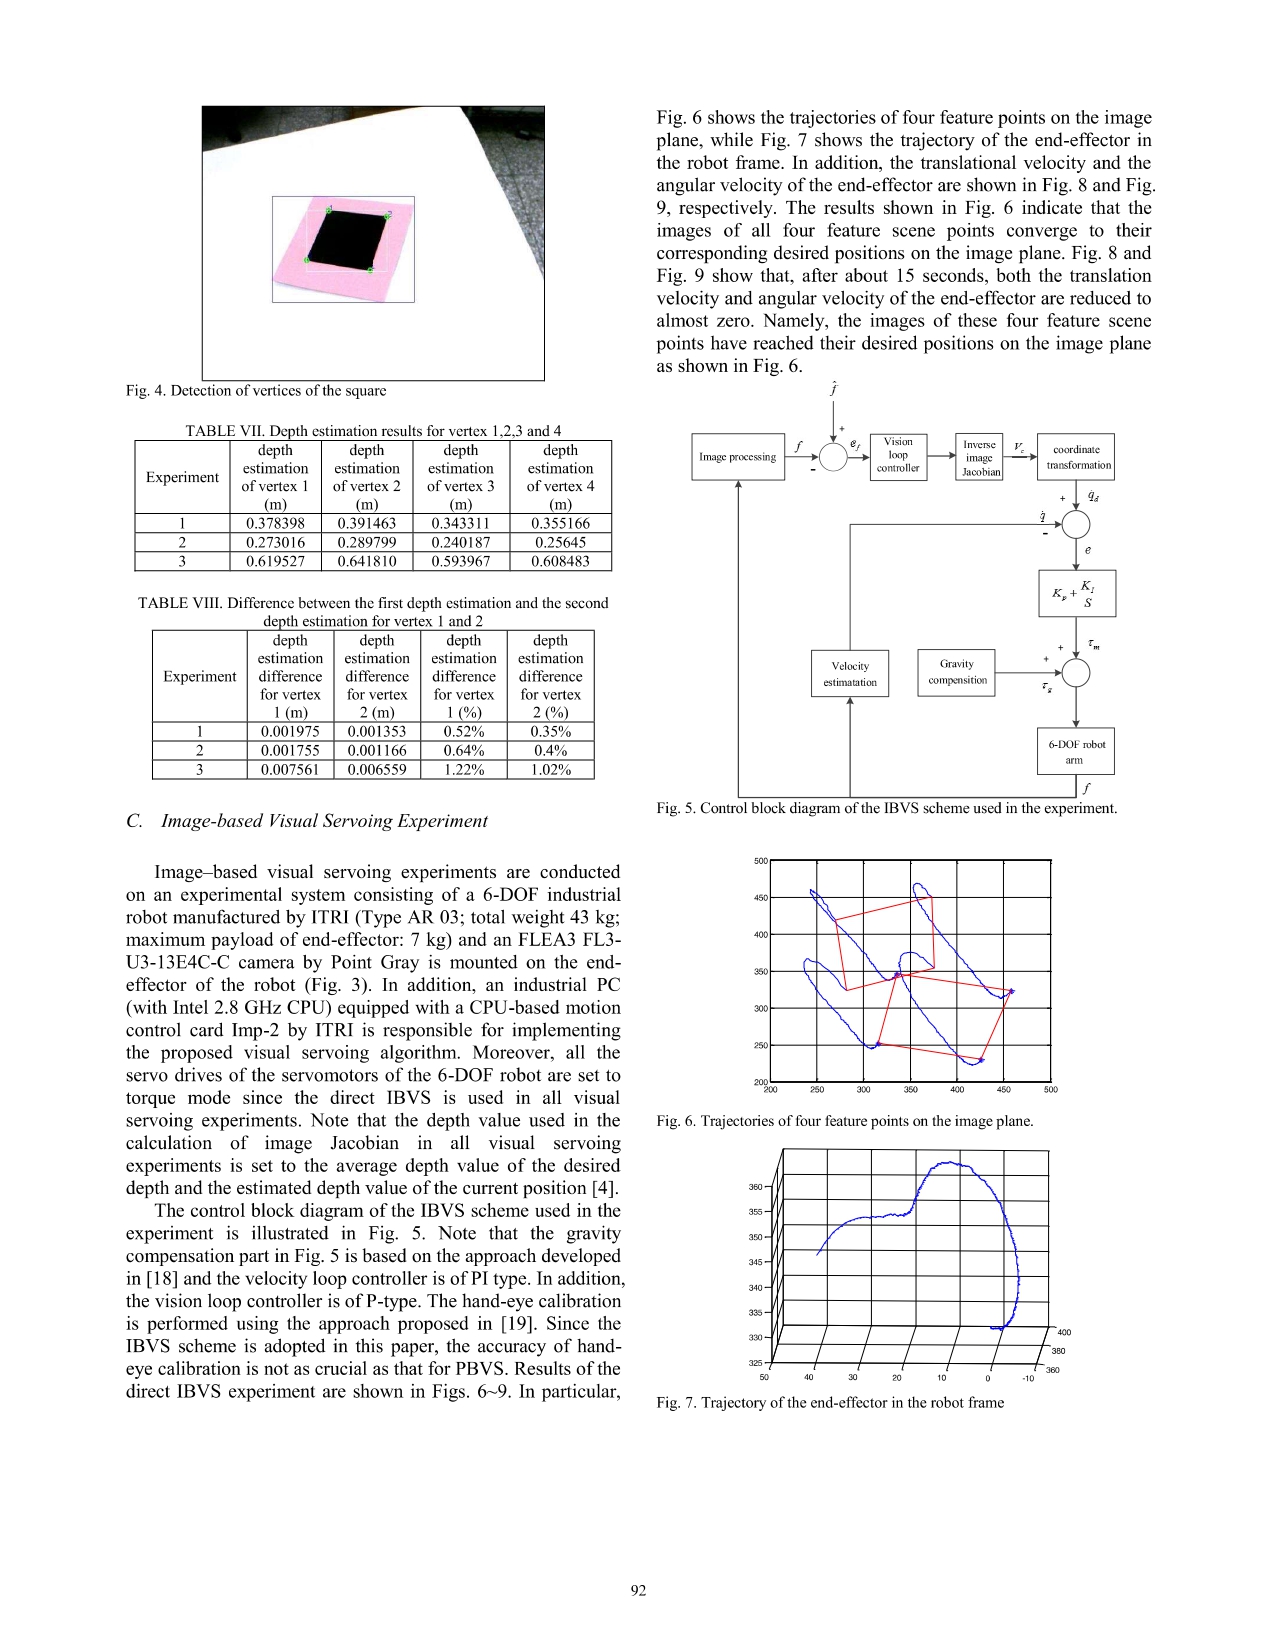 Fig. 4. Detection of vertices of the square
TABLE VII. Depth estimation results for vertex 1,2,3 and 4
Experiment | depth estimation of vertex 1 (m) | depth estimation of vertex 2 (m) | depth estimation of vertex 3 (m) | depth estimation of vertex 4 (m)
1 | 0.378398 | 0.391463 | 0.343311 | 0.355166
2 | 0.273016 | 0.289799 | 0.240187 | 0.25645
3 | 0.619527 | 0.641810 | 0.593967 | 0.608483
TABLE VIII. Difference between the first depth estimation and the second
depth estimation for vertex 1 and 2
Experiment | depth estimation difference for vertex 1 (m) | depth estimation difference for vertex 2 (m) | depth estimation difference for vertex 1 (%) | depth estimation difference for vertex 2 (%)
1 | 0.001975 | 0.001353 | 0.52% | 0.35%
2 | 0.001755 | 0.001166 | 0.64% | 0.4%
3 | 0.007561 | 0.006559 | 1.22% | 1.02%
C. Image-based Visual Servoing Experiment
Image–based visual servoing experiments are conducted
on an experimental system consisting of a 6-DOF industrial
robot manufactured by ITRI (Type AR 03; total weight 43 kg;
maximum payload of end-effector: 7 kg) and an FLEA3 FL3-
U3-13E4C-C camera by Point Gray is mounted on the end-
effector of the robot (Fig. 3). In addition, an industrial PC
(with Intel 2.8 GHz CPU) equipped with a CPU-based motion
control card Imp-2 by ITRI is responsible for implementing
the proposed visual servoing algorithm. Moreover, all the
servo drives of the servomotors of the 6-DOF robot are set to
torque mode since the direct IBVS is used in all visual
servoing experiments. Note that the depth value used in the
calculation of image Jacobian in all visual servoing
experiments is set to the average depth value of the desired
depth and the estimated depth value of the current position [4].
The control block diagram of the IBVS scheme used in the
experiment is illustrated in Fig. 5. Note that the gravity
compensation part in Fig. 5 is based on the approach developed
in [18] and the velocity loop controller is of PI type. In addition,
the vision loop controller is of P-type. The hand-eye calibration
is performed using the approach proposed in [19]. Since the
IBVS scheme is adopted in this paper, the accuracy of hand-
eye calibration is not as crucial as that for PBVS. Results of the
direct IBVS experiment are shown in Figs. 6~9. In particular,
Fig. 6 shows the trajectories of four feature points on the image
plane, while Fig. 7 shows the trajectory of the end-effector in
the robot frame. In addition, the translational velocity and the
angular velocity of the end-effector are shown in Fig. 8 and Fig.
9, respectively. The results shown in Fig. 6 indicate that the
images of all four feature scene points converge to their
corresponding desired positions on the image plane. Fig. 8 and
Fig. 9 show that, after about 15 seconds, both the translation
velocity and angular velocity of the end-effector are reduced to
almost zero. Namely, the images of these four feature scene
points have reached their desired positions on the image plane
as shown in Fig. 6.
f̂
+
Image processing
f
-
e_f
Vision
loop
controller
Inverse
image
Jacobian
V_c
coordinate
transformation
+ q̇_d
q̇
-
e
K_p + K_I / S
+ τ_m
+
τ_g
Velocity
estimatation
Gravity
compensition
6-DOF robot
arm
f
Fig. 5. Control block diagram of the IBVS scheme used in the experiment.
500
450
400
350
300
250
200
200 250 300 350 400 450 500
Fig. 6. Trajectories of four feature points on the image plane.
360
355
350
345
340
335
330
325
50 40 30 20 10 0 -10
400
380
360
Fig. 7. Trajectory of the end-effector in the robot frame
92